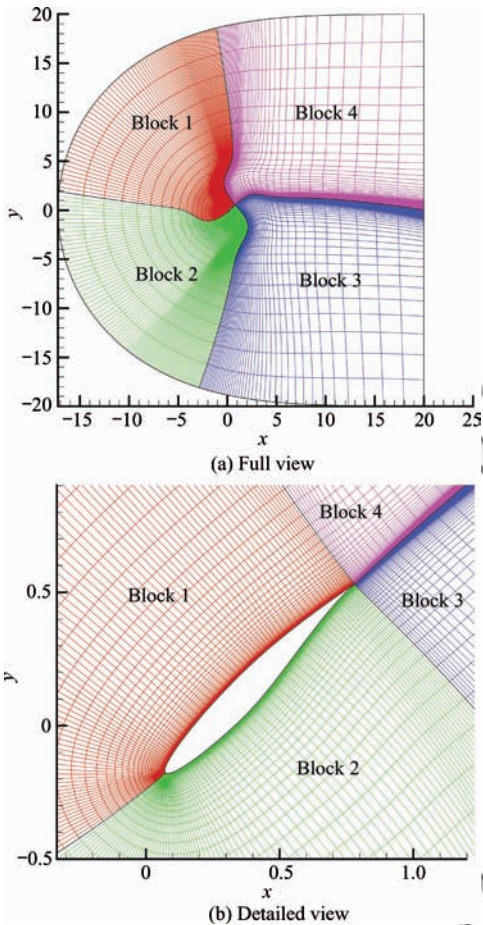 20
15
Block 1
Block 4
10
5
y
0
−5
Block 2
Block 3
−10
−15
−20
−15 −10 −5 0 5 10 15 20 25
x
(a) Full view
Block 4
Block 1
0.5
Block 3
y
0
Block 2
−0.5
0 0.5 1.0
x
(b) Detailed view